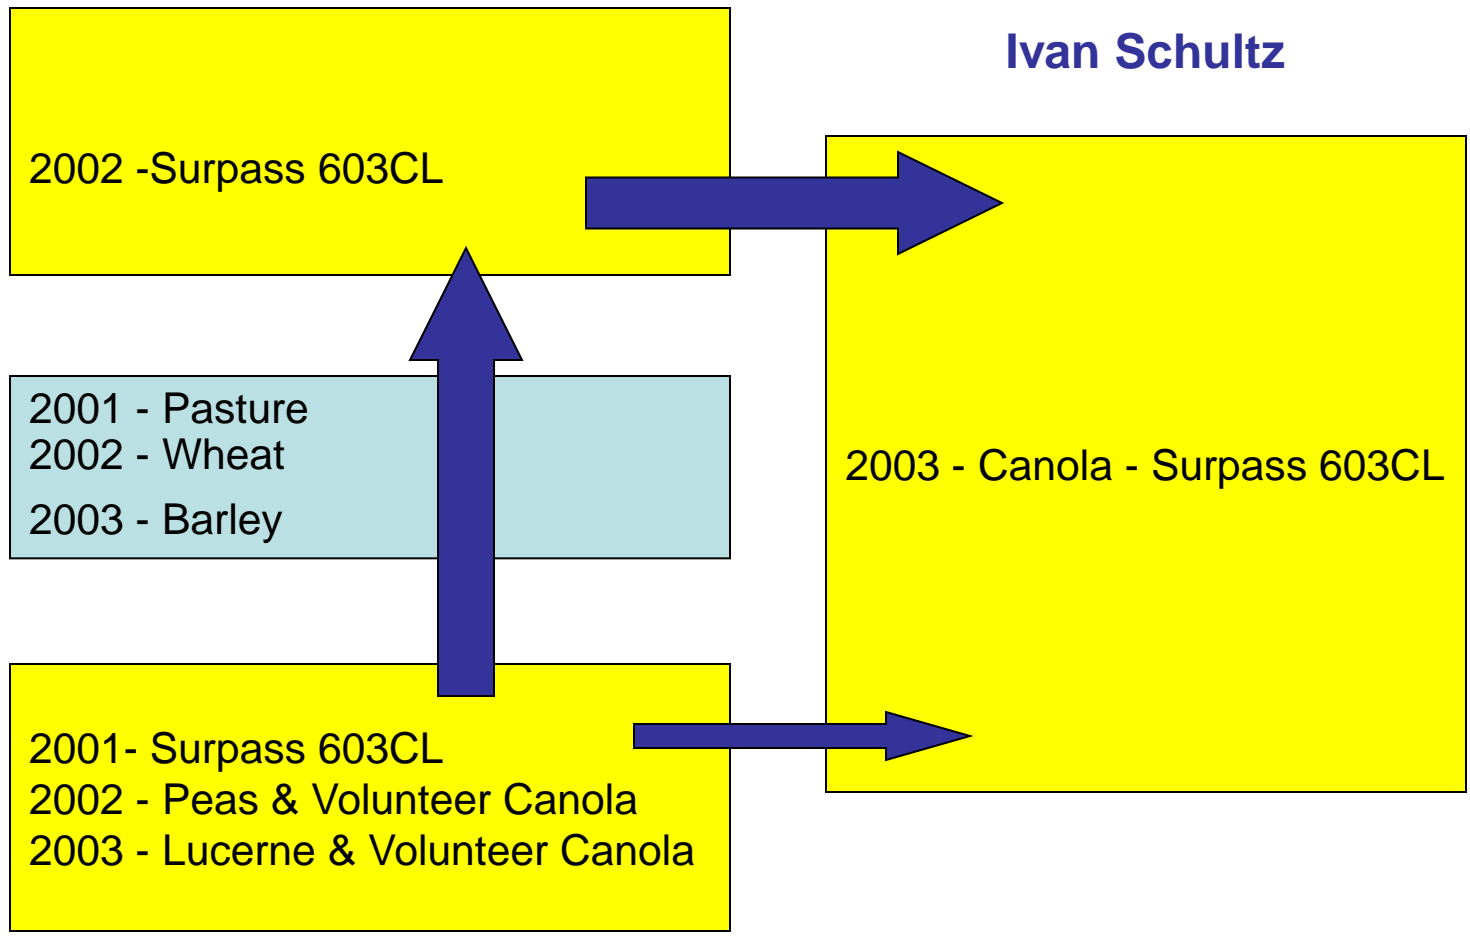 Ivan Schultz
2002 -Surpass 603CL
2001 - Pasture
2002 - Wheat
2003 - Barley
2003 - Canola - Surpass 603CL
2001- Surpass 603CL
2002 - Peas & Volunteer Canola
2003 - Lucerne & Volunteer Canola